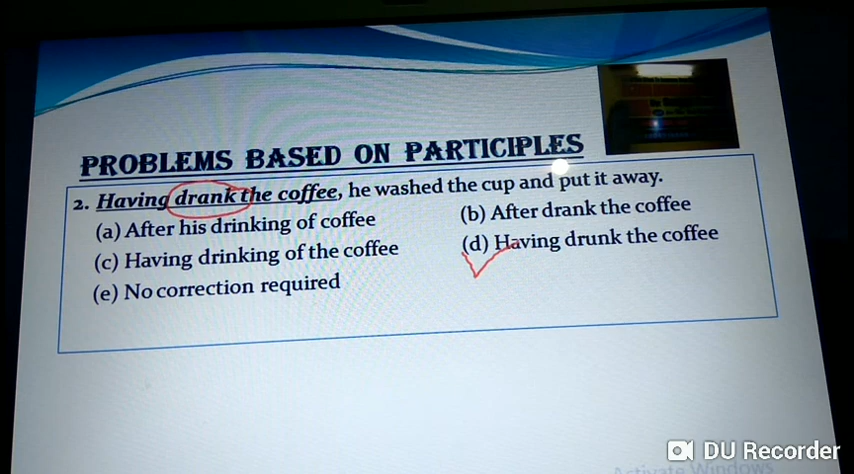 PROBLEMS BASED ON PARTICIPLES
2. Having drank the coffee, he washed the cup and put it away.
(a) After his drinking of coffee (b) After drank the coffee
(c) Having drinking of the coffee (d) Having drunk the coffee
(e) No correction required
DU Recorder
Activate Windows